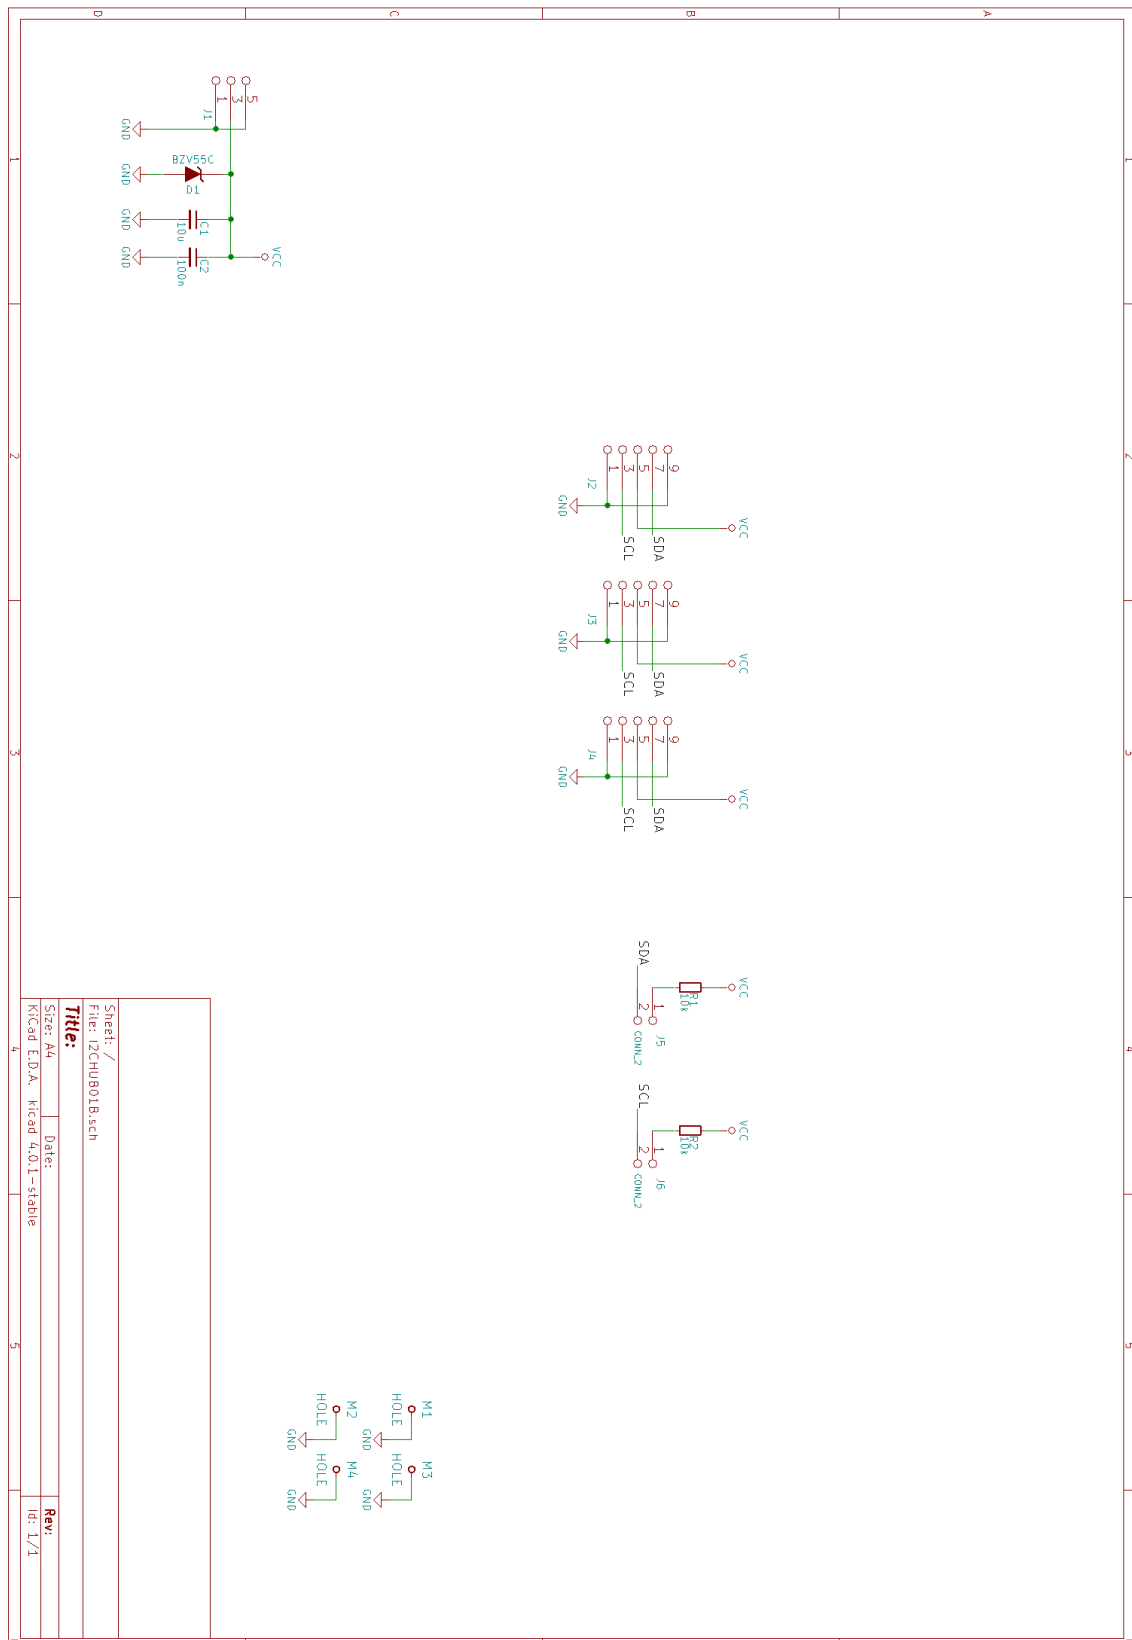 D
C
B
A
1
2
3
4
5
1
2
3
4
5
1
3
5
J1
GND
BZV55C
D1
GND
C1
10u
GND
C2
100n
GND
VCC
1
3
5
7
9
J2
GND
VCC
SCL
SDA
1
3
5
7
9
J3
GND
VCC
SCL
SDA
1
3
5
7
9
J4
GND
VCC
SCL
SDA
SDA
VCC
R1
10k
1
2
J5
CONN_2
SCL
VCC
R2
10k
1
2
J6
CONN_2
M1
HOLE
GND
M3
HOLE
GND
M2
HOLE
GND
M4
HOLE
GND
Sheet: /
File: I2CHUB01B.sch
Title:
Size: A4 Date: Rev:
KiCad E.D.A. kicad 4.0.1-stable Id: 1/1